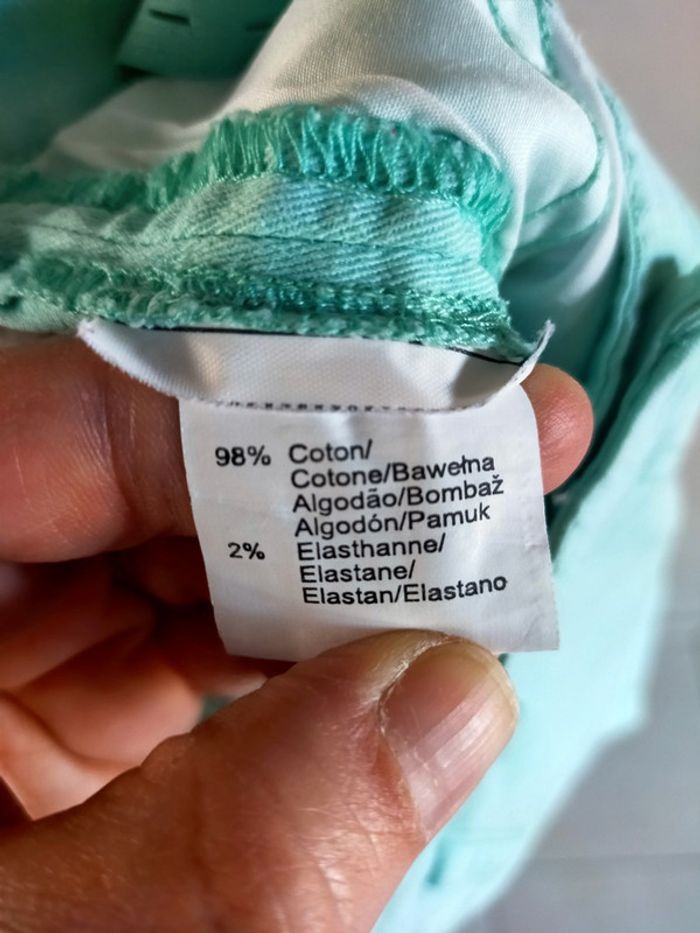 98% Coton/
Cotone/Bawełna
Algodão/Bombaž
Algodón/Pamuk
2% Elasthanne/
Elastane/
Elastan/Elastano